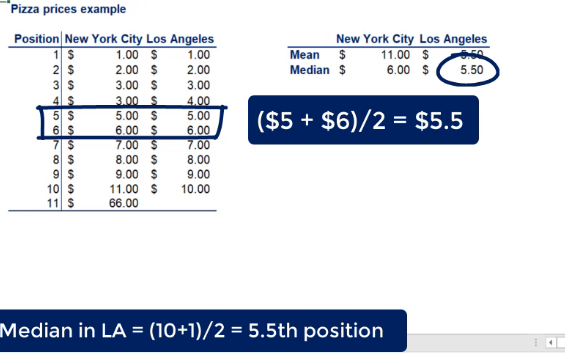 Pizza prices example
Position New York City Los Angeles
1 $ 1.00 $ 1.00
2 $ 2.00 $ 2.00
3 $ 3.00 $ 3.00
4 $ 3.00 $ 4.00
5 $ 5.00 $ 5.00
6 $ 6.00 $ 6.00
7 $ 7.00 $ 7.00
8 $ 8.00 $ 8.00
9 $ 9.00 $ 9.00
10 $ 11.00 $ 10.00
11 $ 66.00
New York City Los Angeles
Mean $ 11.00 $ 5.50
Median $ 6.00 $ 5.50
($5 + $6)/2 = $5.5
Median in LA = (10+1)/2 = 5.5th position